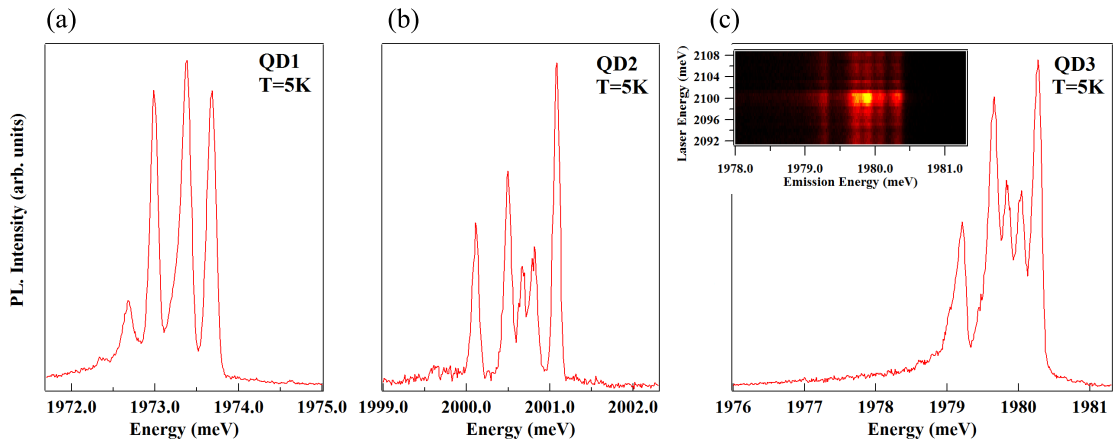 (a)
(b)
(c)
QD1
T=5K
QD2
T=5K
QD3
T=5K
PL. Intensity (arb. units)
1972.0 1973.0 1974.0 1975.0
Energy (meV)
1999.0 2000.0 2001.0 2002.0
Energy (meV)
Laser Energy (meV)
2108
2104
2100
2096
2092
1978.0 1979.0 1980.0 1981.0
Emission Energy (meV)
1976 1977 1978 1979 1980 1981
Energy (meV)